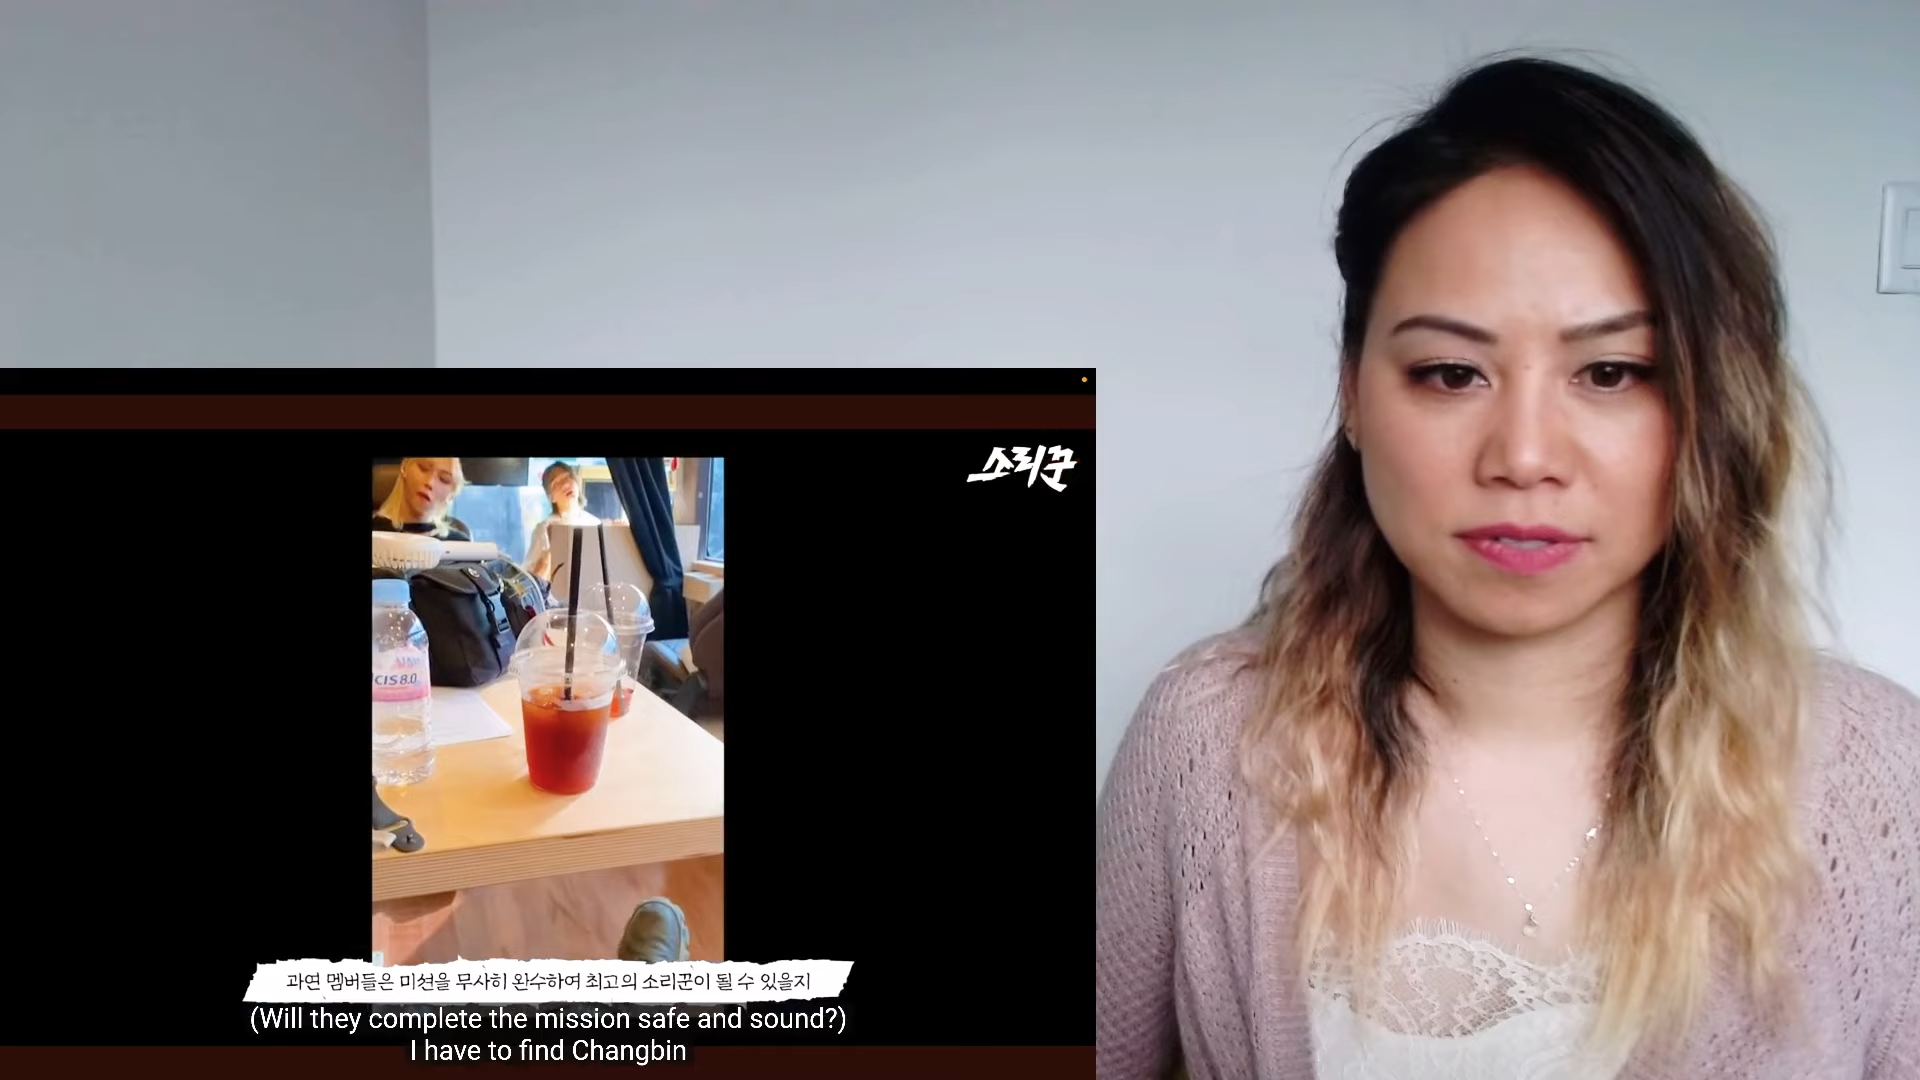 소리꾼
CIS 8.0
과연 멤버들은 미션을 무사히 완수하여 최고의 소리꾼이 될 수 있을지
(Will they complete the mission safe and sound?)
I have to find Changbin